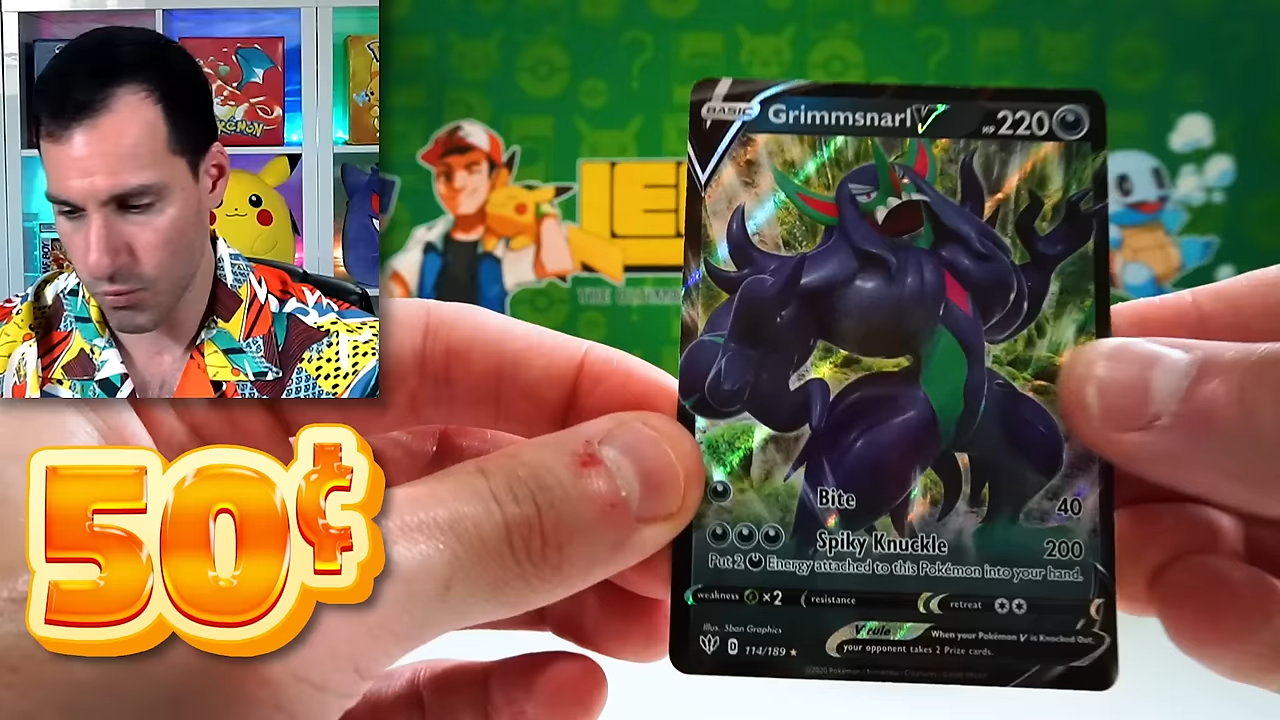 POKÉMON
BASIC Grimmsnarl V HP 220
Bite 40
Spiky Knuckle 200
Put 2 Energy attached to this Pokémon into your hand.
weakness ×2 resistance retreat
V rule When your Pokémon V is Knocked Out,
your opponent takes 2 Prize cards.
Illus. 5ban Graphics
D 114/189 ★
50¢